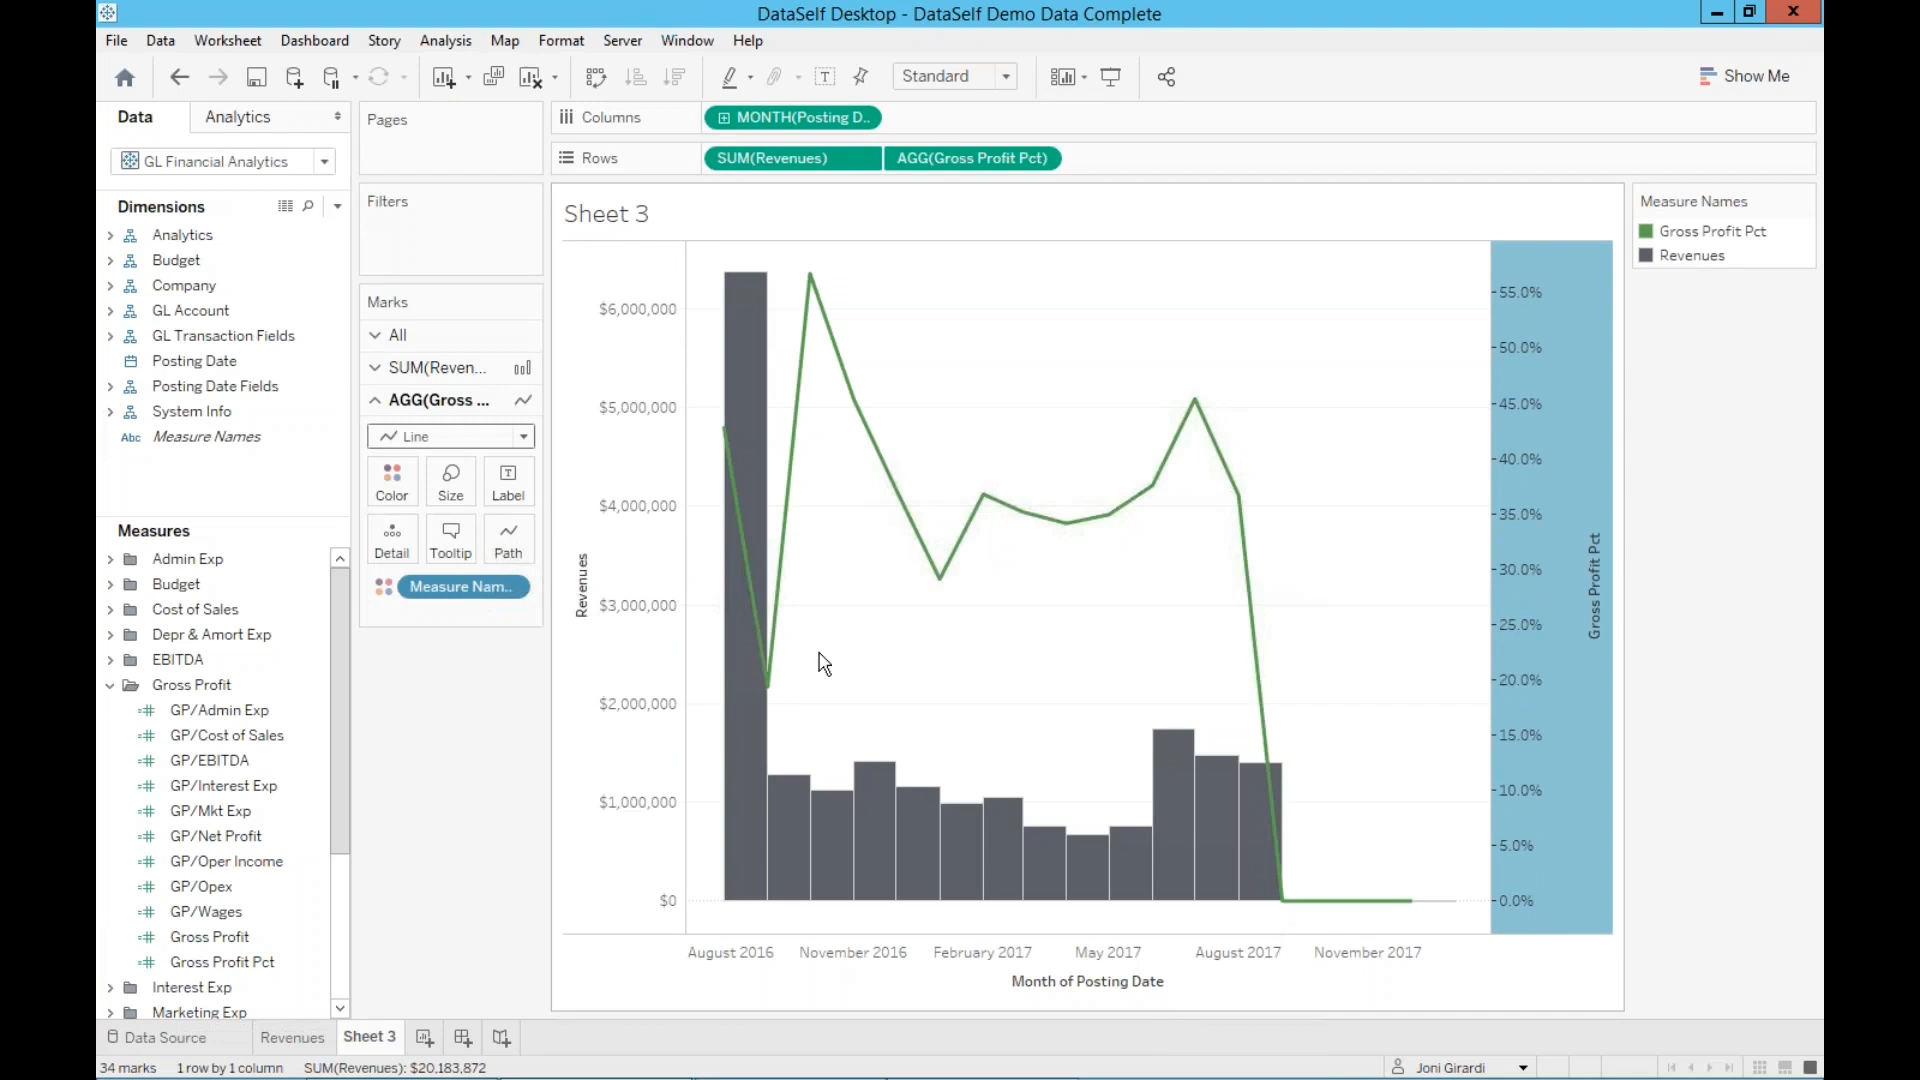 DataSelf Desktop - DataSelf Demo Data Complete
File Data Worksheet Dashboard Story Analysis Map Format Server Window Help
Standard
Show Me
Data
Analytics
GL Financial Analytics
Dimensions
Analytics
Budget
Company
GL Account
GL Transaction Fields
Posting Date
Posting Date Fields
System Info
Abc Measure Names
Measures
Admin Exp
Budget
Cost of Sales
Depr & Amort Exp
EBITDA
Gross Profit
GP/Admin Exp
GP/Cost of Sales
GP/EBITDA
GP/Interest Exp
GP/Mkt Exp
GP/Net Profit
GP/Oper Income
GP/Opex
GP/Wages
Gross Profit
Gross Profit Pct
Interest Exp
Marketing Exp
Pages
Filters
Marks
All
SUM(Reven...
AGG(Gross ...
Line
Color Size Label
Detail Tooltip Path
Measure Nam..
Columns MONTH(Posting D..
Rows SUM(Revenues) AGG(Gross Profit Pct)
Sheet 3
Revenues
$6,000,000
$5,000,000
$4,000,000
$3,000,000
$2,000,000
$1,000,000
$0
55.0%
50.0%
45.0%
40.0%
35.0%
30.0%
25.0%
20.0%
15.0%
10.0%
5.0%
0.0%
Gross Profit Pct
August 2016 November 2016 February 2017 May 2017 August 2017 November 2017
Month of Posting Date
Measure Names
Gross Profit Pct
Revenues
Data Source Revenues Sheet 3
34 marks 1 row by 1 column SUM(Revenues): $20,183,872
Joni Girardi